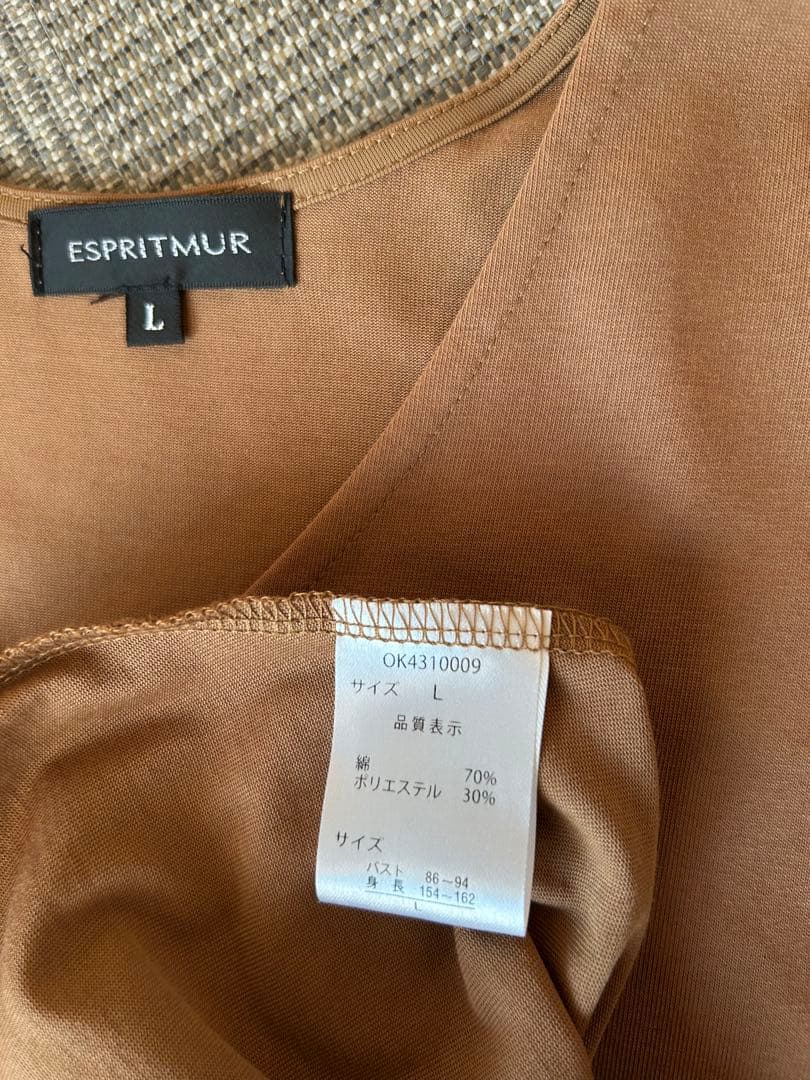 ESPRITMUR
L
OK4310009
サイズ L
品質表示
綿 70%
ポリエステル 30%
サイズ
バスト 86～94
身長 154～162
L